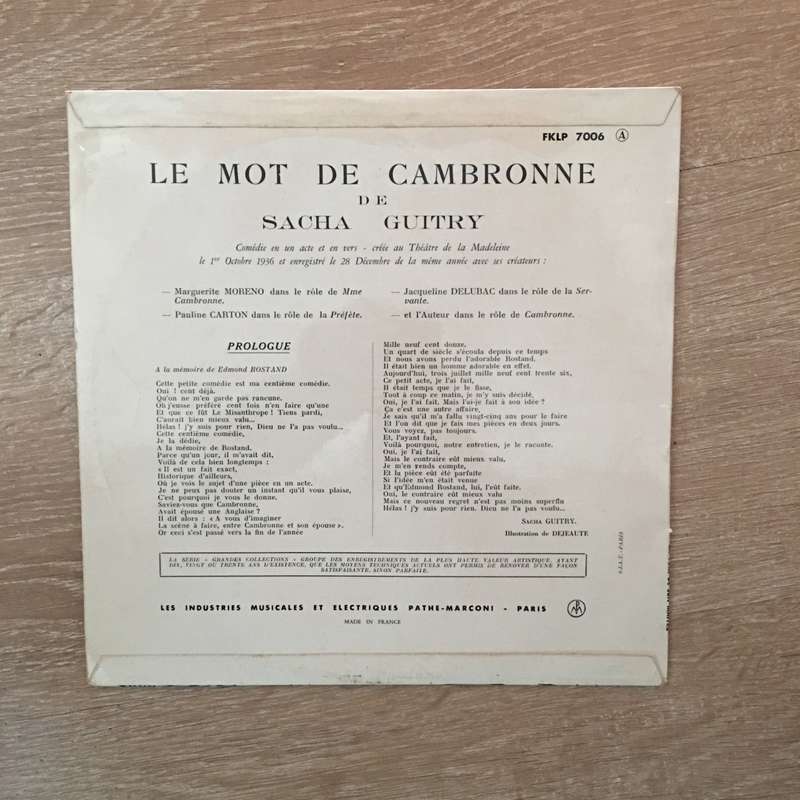 FKLP 7006 A
LE MOT DE CAMBRONNE
DE
SACHA GUITRY
Comédie en un acte et en vers - créée au Théâtre de la Madeleine
le 1er Octobre 1936 et enregistré le 28 Décembre de la même année avec ses créateurs :
— Marguerite MORENO dans le rôle de Mme
Cambronne.
— Pauline CARTON dans le rôle de la Préfète.
— Jacqueline DELUBAC dans le rôle de la Ser-
vante.
— et l'Auteur dans le rôle de Cambronne.
PROLOGUE
A la mémoire de Edmond ROSTAND
Cette petite comédie est ma centième comédie.
Oui ! cent déjà.
Qu'on ne m'en garde pas rancune,
Où j'eusse préféré cent fois n'en faire qu'une
Et que ce fût Le Misanthrope ! Tiens pardi,
C'aurait bien mieux valu...
Hélas ! j'y suis pour rien, Dieu ne l'a pas voulu...
Cette centième comédie,
Je la dédie,
A la mémoire de Rostand.
Parce qu'un jour, il m'avait dit,
Voilà de cela bien longtemps :
« Il est un fait exact,
Historique d'ailleurs,
Où je vois le sujet d'une pièce en un acte.
Je ne peux pas douter un instant qu'il vous plaise,
C'est pourquoi je vous le donne.
Saviez-vous que Cambronne,
Avait épousé une Anglaise ?
Il dit alors : « A vous d'imaginer
La scène à faire, entre Cambronne et son épouse ».
Or ceci s'est passé vers la fin de l'année
Mille neuf cent douze,
Un quart de siècle s'écoula depuis ce temps
Et nous avons perdu l'adorable Rostand,
Il était bien un homme adorable en effet.
Aujourd'hui, trois juillet mille neuf cent trente six,
Ce petit acte, je l'ai fait,
Il était temps que je le fisse,
Tout à coup ce matin, je m'y suis décidé,
Oui, je l'ai fait. Mais l'ai-je fait à son idée ?
Ça c'est une autre affaire,
Je sais qu'il m'a fallu vingt-cinq ans pour le faire
Et l'on dit que je fais mes pièces en deux jours.
Vous voyez, pas toujours.
Et, l'ayant fait,
Voilà pourquoi, notre entretien, je le raconte.
Oui, je l'ai fait,
Mais le contraire eût mieux valu
Je m'en rends compte,
Et la pièce eût été parfaite
Si l'idée m'en était venue
Et qu'Edmond Rostand, lui, l'eût faite.
Oui, le contraire eût mieux valu
Mais ce nouveau regret n'est pas moins superflu
Hélas ! j'y suis pour rien. Dieu ne l'a pas voulu...
SACHA GUITRY.
Illustration de DEJEAUTE
LA SÉRIE « GRANDES COLLECTIONS » GROUPE DES ENREGISTREMENTS DE LA PLUS HAUTE VALEUR ARTISTIQUE, AYANT
DIX, VINGT OU TRENTE ANS D'EXISTENCE, QUE LES MOYENS TECHNIQUES ACTUELS ONT PERMIS DE RÉNOVER D'UNE FAÇON
SATISFAISANTE, SINON PARFAITE.
LES INDUSTRIES MUSICALES ET ELECTRIQUES PATHE-MARCONI - PARIS
MADE IN FRANCE